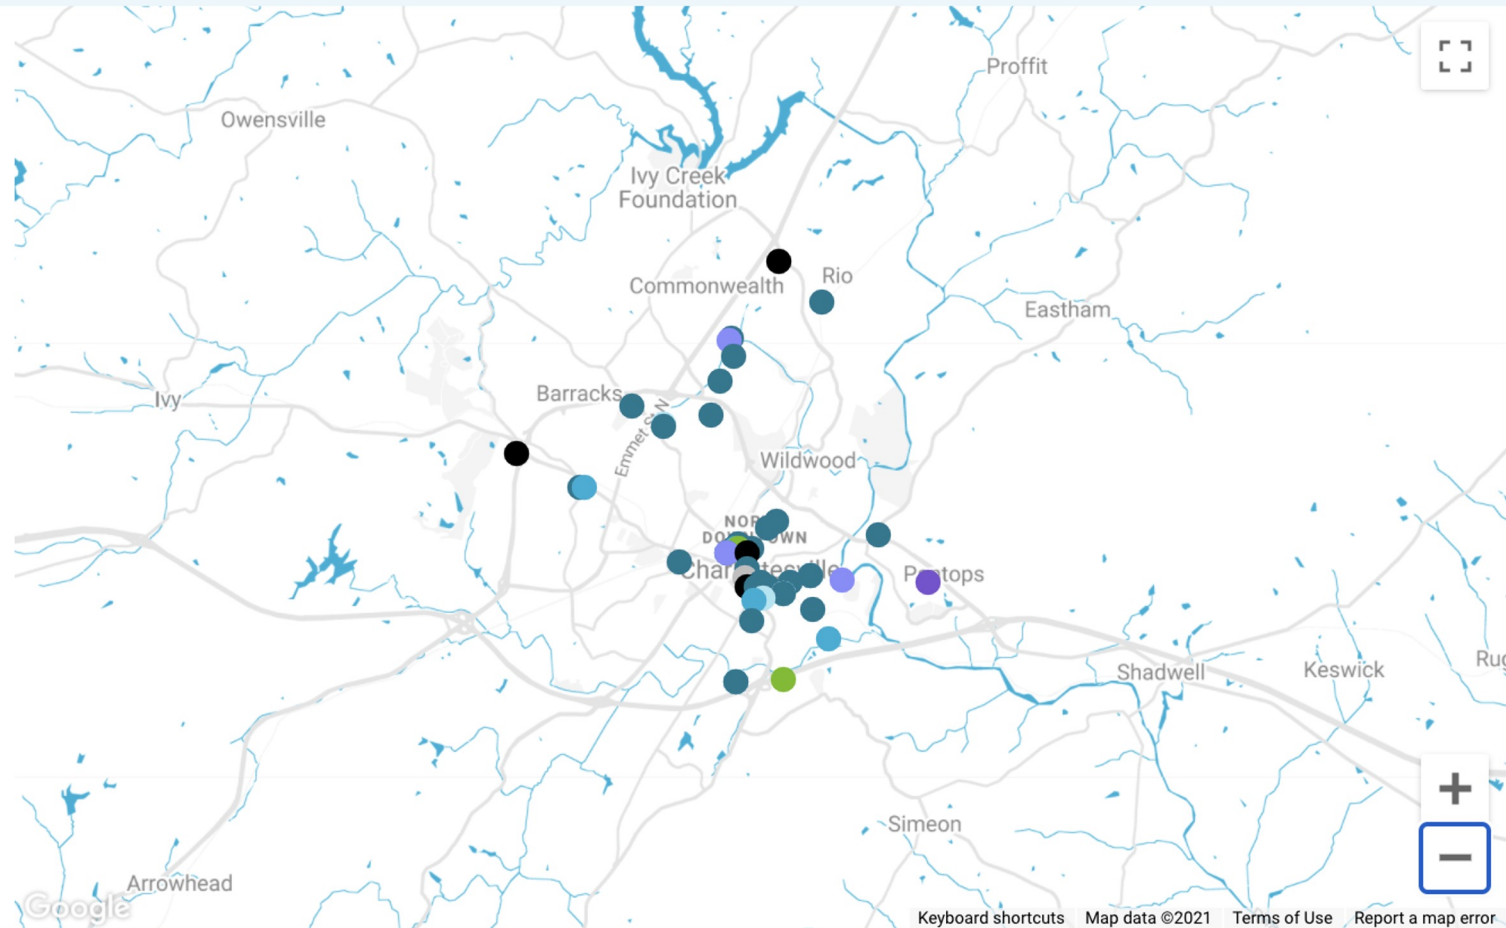 Proffit
Owensville
Ivy Creek
Foundation
Rio
Commonwealth
Eastham
Barracks
Ivy
Emmet St N
Wildwood
Pantops
Shadwell
Keswick
Simeon
Arrowhead
Google
Keyboard shortcuts
Map data ©2021
Terms of Use
Report a map error